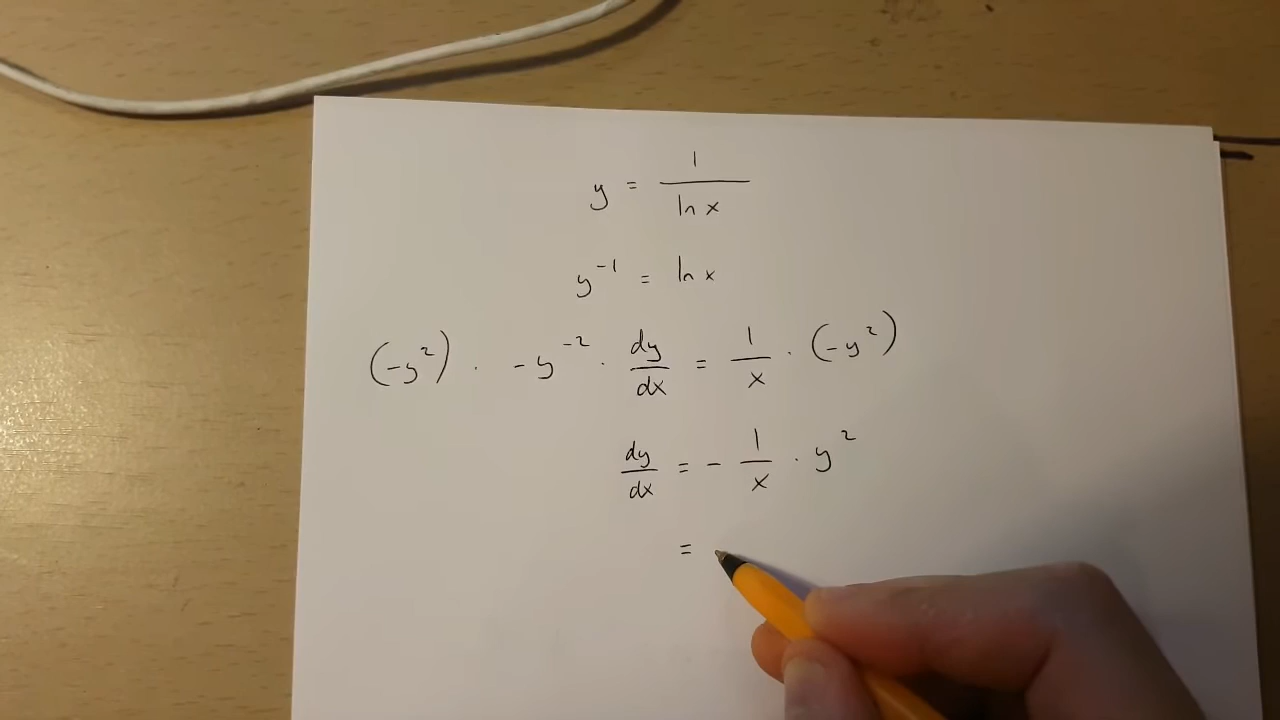 y = 1/ln x
y^-1 = ln x
(-y^2) · -y^-2 · dy/dx = 1/x · (-y^2)
dy/dx = - 1/x · y^2
=